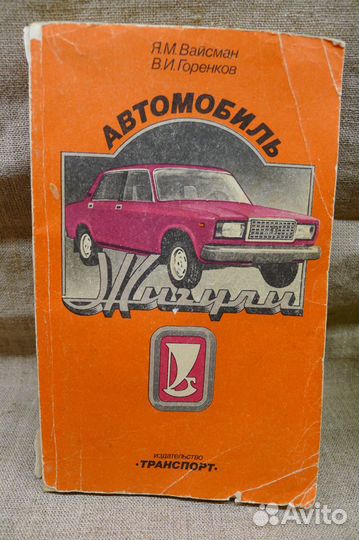 Я.М. Вайсман
В.И. Горенков
АВТОМОБИЛЬ
Жигули
издательство
·ТРАНСПОРТ·
Avito